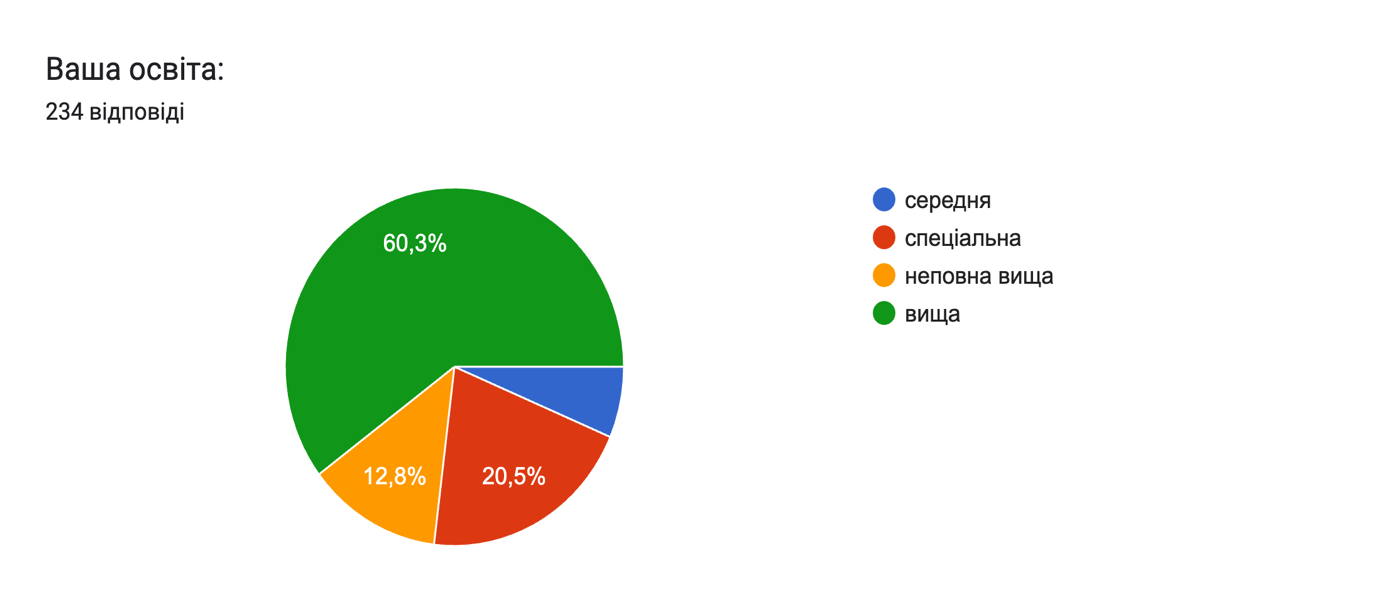 Ваша освіта:
234 відповіді
60,3%
12,8%
20,5%
середня
спеціальна
неповна вища
вища